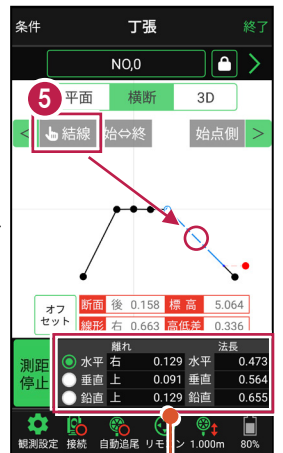 条件 丁張 終了
NO,0 >
5 平面 横断 3D
< 結線 始⇔終 始点側 >
オフセット 断面 後 0.158 標高 5.064
線形 右 0.663 高低差 0.336
離れ 法長
測距停止 水平 右 0.129 水平 0.473
垂直 上 0.091 垂直 0.564
鉛直 上 0.129 鉛直 0.655
観測設定 接続 自動追尾 リモコン 1.000m 80%